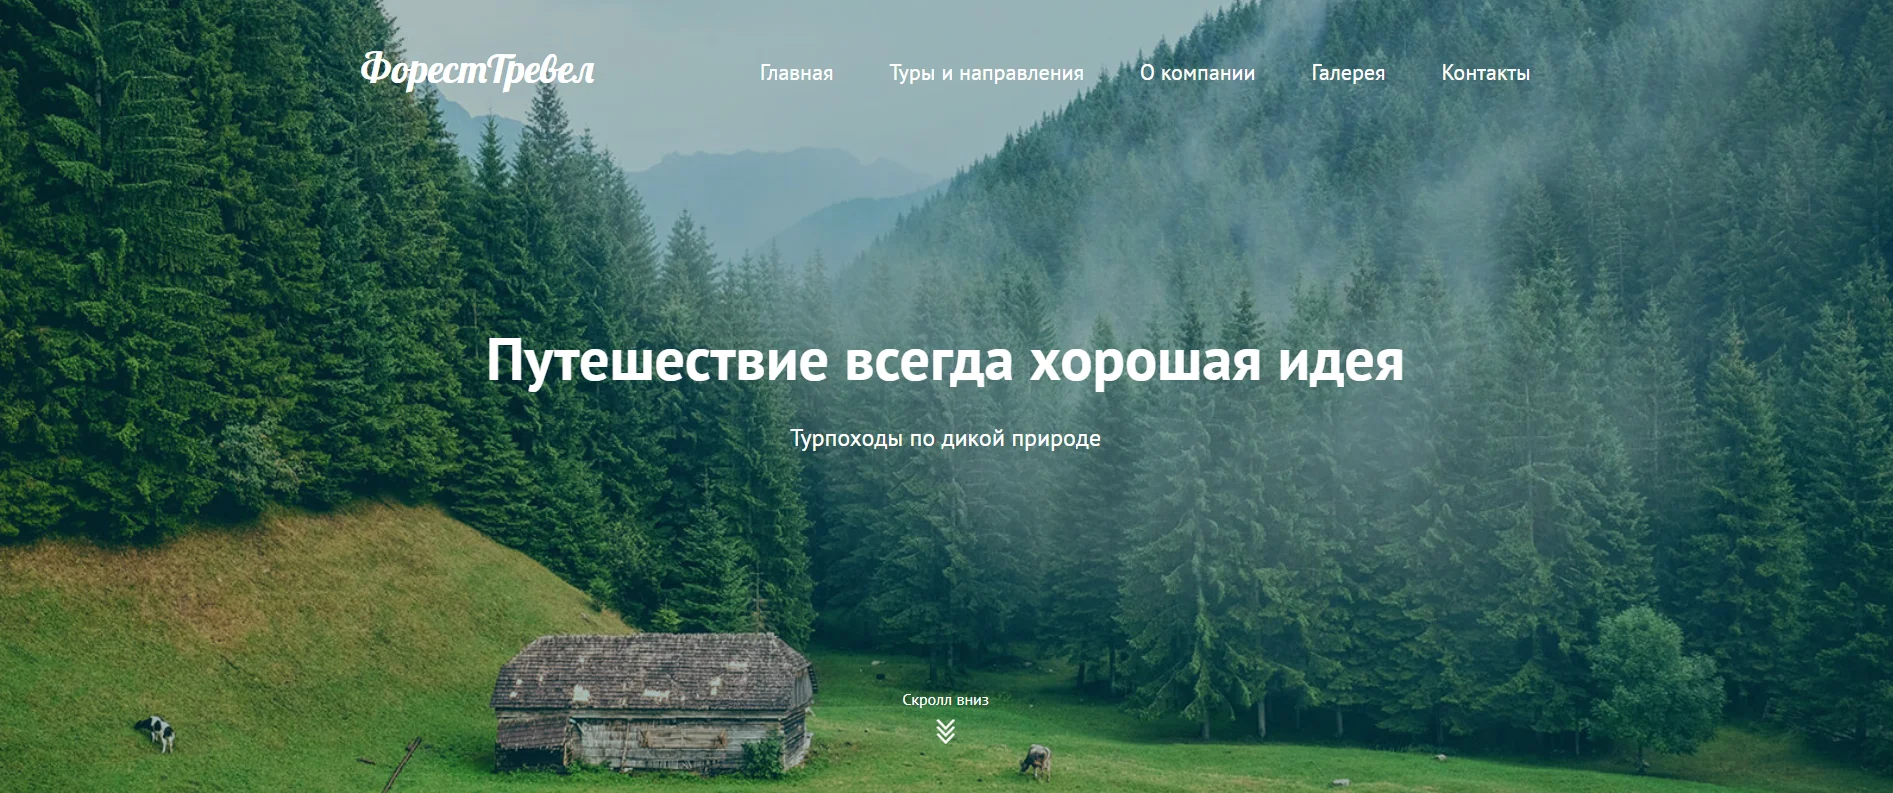 ФорестТревел
Главная Туры и направления О компании Галерея Контакты
Путешествие всегда хорошая идея
Турпоходы по дикой природе
Скролл вниз